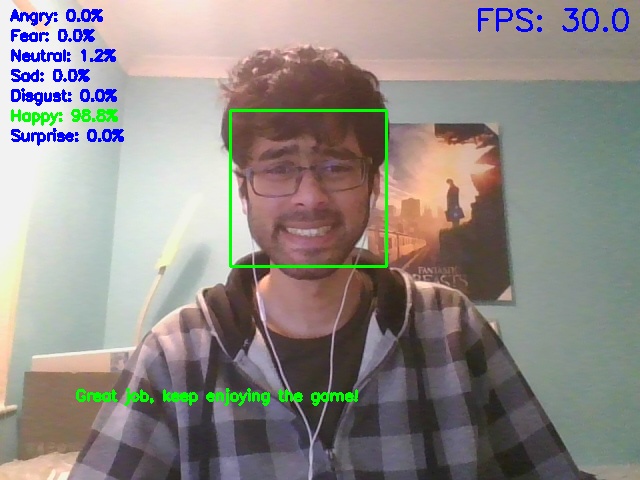 Angry: 0.0%
FPS: 30.0
Fear: 0.0%
Neutral: 1.2%
Sad: 0.0%
Disgust: 0.0%
Happy: 98.8%
Surprise: 0.0%
FANTASTIC
BEASTS
Great job, keep enjoying the game!